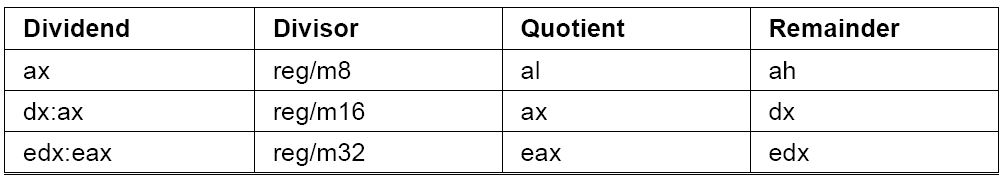 Dividend Divisor Quotient Remainder
ax reg/m8 al ah
dx:ax reg/m16 ax dx
edx:eax reg/m32 eax edx